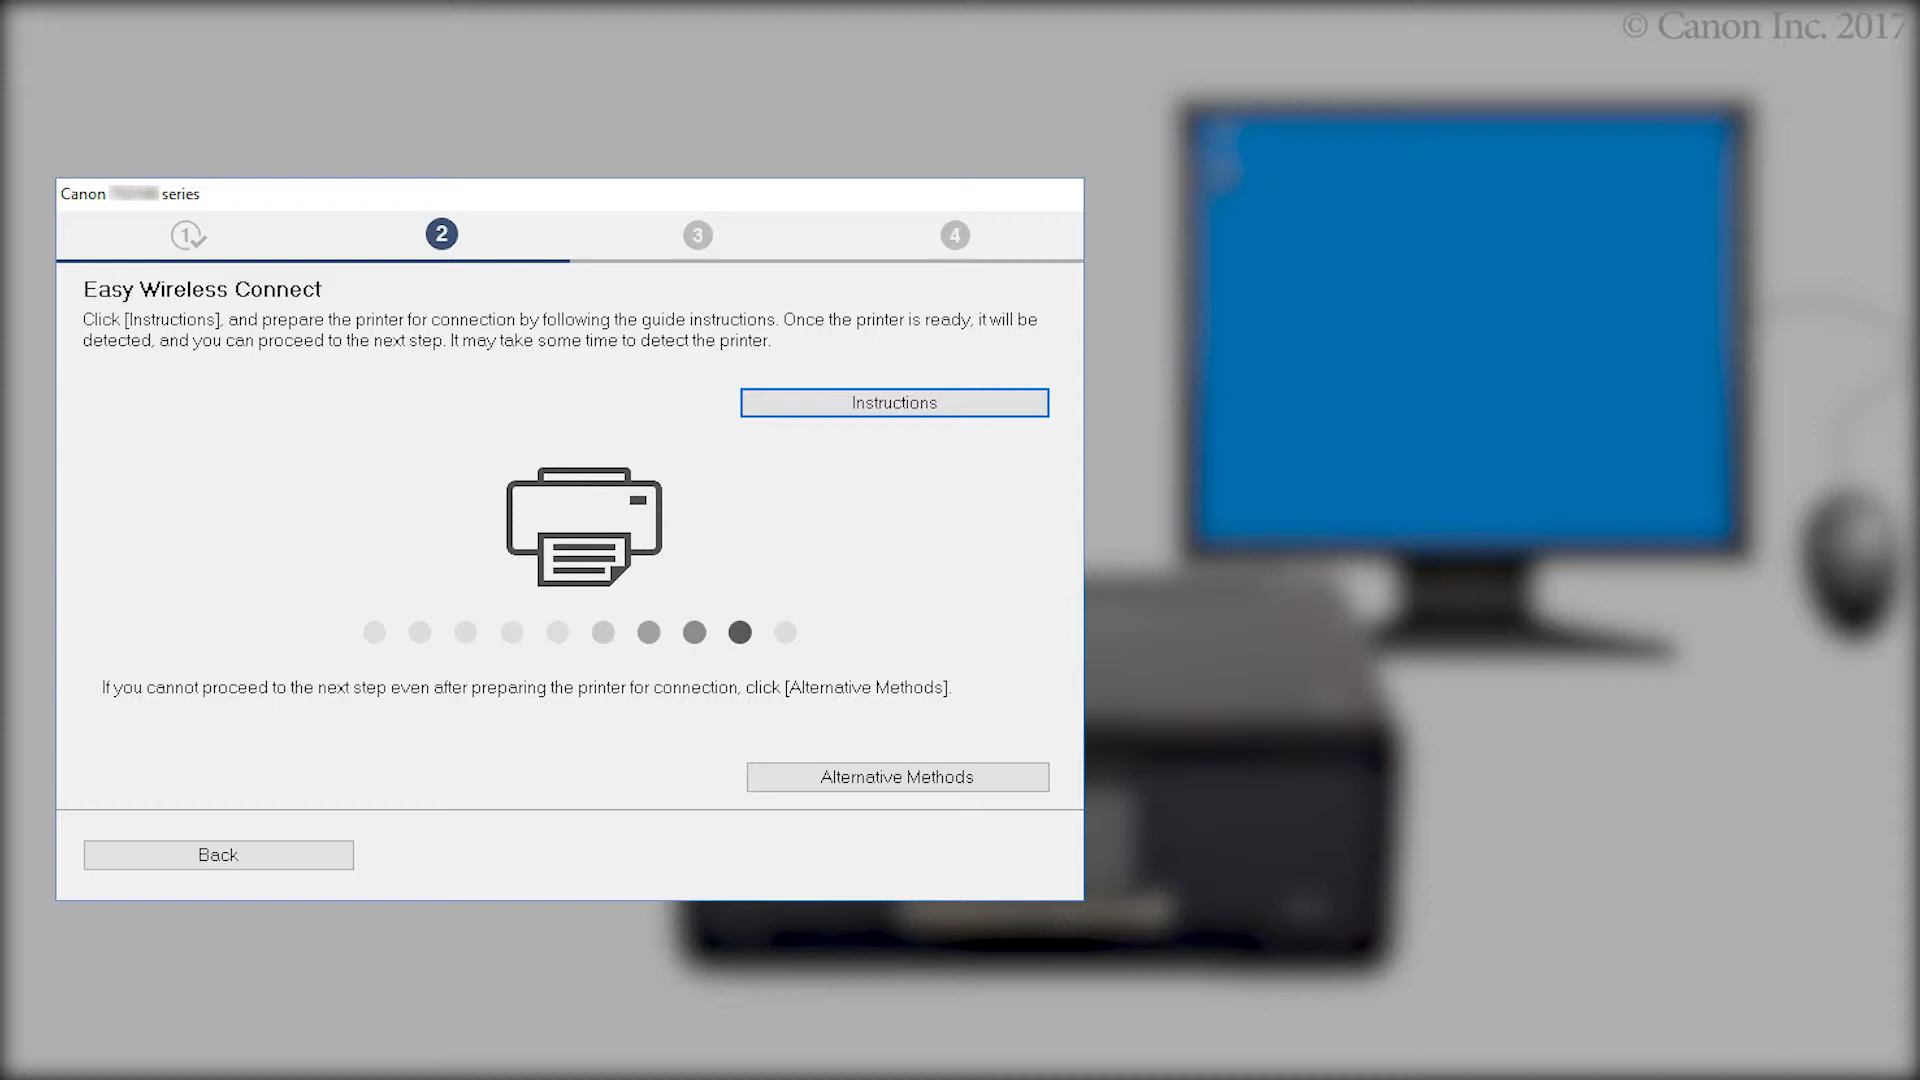 © Canon Inc. 2017
Canon series
1 2 3 4
Easy Wireless Connect
Click [Instructions], and prepare the printer for connection by following the guide instructions. Once the printer is ready, it will be
detected, and you can proceed to the next step. It may take some time to detect the printer.
Instructions
If you cannot proceed to the next step even after preparing the printer for connection, click [Alternative Methods].
Alternative Methods
Back